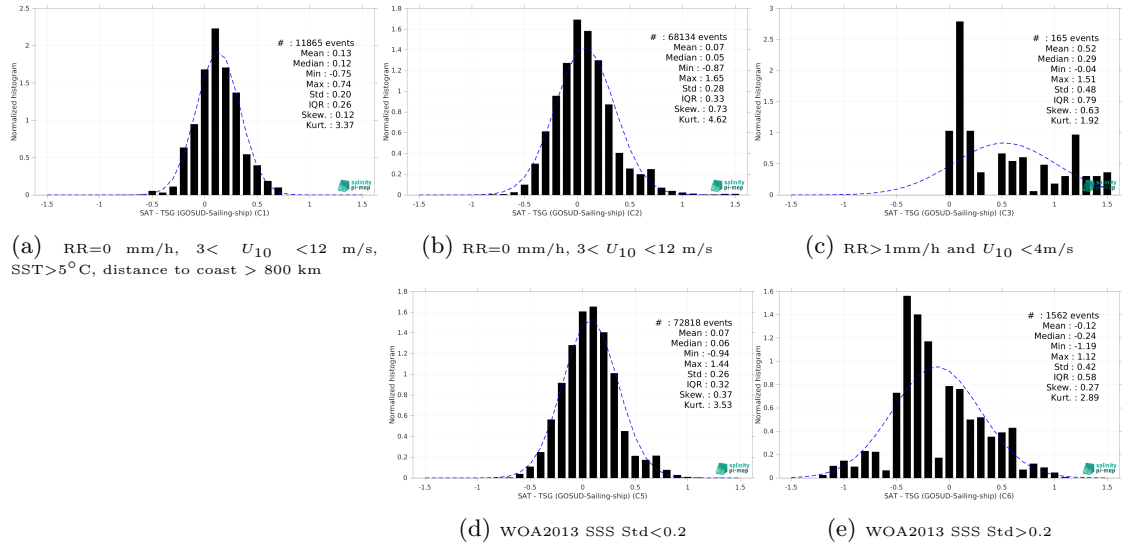 2.5
2
1.5
1
0.5
0
-1.5 -1 -0.5 0 0.5 1 1.5
Normalized histogram
SAT - TSG (GOSUD-Sailing-ship) (C1)
# : 11865 events
Mean : 0.13
Median : 0.12
Min : -0.75
Max : 0.74
Std : 0.20
IQR : 0.26
Skew. : 0.12
Kurt. : 3.37
salinity
pi-mep
(a) RR=0 mm/h, 3< U10 <12 m/s,
SST>5°C, distance to coast > 800 km
1.8
1.6
1.4
1.2
1
0.8
0.6
0.4
0.2
0
-1.5 -1 -0.5 0 0.5 1 1.5
Normalized histogram
SAT - TSG (GOSUD-Sailing-ship) (C2)
# : 68134 events
Mean : 0.07
Median : 0.05
Min : -0.87
Max : 1.65
Std : 0.28
IQR : 0.33
Skew. : 0.73
Kurt. : 4.62
salinity
pi-mep
(b) RR=0 mm/h, 3< U10 <12 m/s
3
2.5
2
1.5
1
0.5
0
-1.5 -1 -0.5 0 0.5 1 1.5
Normalized histogram
SAT - TSG (GOSUD-Sailing-ship) (C3)
# : 165 events
Mean : 0.52
Median : 0.29
Min : -0.04
Max : 1.51
Std : 0.48
IQR : 0.79
Skew. : 0.63
Kurt. : 1.92
salinity
pi-mep
(c) RR>1mm/h and U10 <4m/s
1.8
1.6
1.4
1.2
1
0.8
0.6
0.4
0.2
0
-1.5 -1 -0.5 0 0.5 1 1.5
Normalized histogram
SAT - TSG (GOSUD-Sailing-ship) (C5)
# : 72818 events
Mean : 0.07
Median : 0.06
Min : -0.94
Max : 1.44
Std : 0.26
IQR : 0.32
Skew. : 0.37
Kurt. : 3.53
salinity
pi-mep
(d) WOA2013 SSS Std<0.2
1.6
1.4
1.2
1
0.8
0.6
0.4
0.2
0
-1.5 -1 -0.5 0 0.5 1 1.5
Normalized histogram
SAT - TSG (GOSUD-Sailing-ship) (C6)
# : 1562 events
Mean : -0.12
Median : -0.24
Min : -1.19
Max : 1.12
Std : 0.42
IQR : 0.58
Skew. : 0.27
Kurt. : 2.89
salinity
pi-mep
(e) WOA2013 SSS Std>0.2